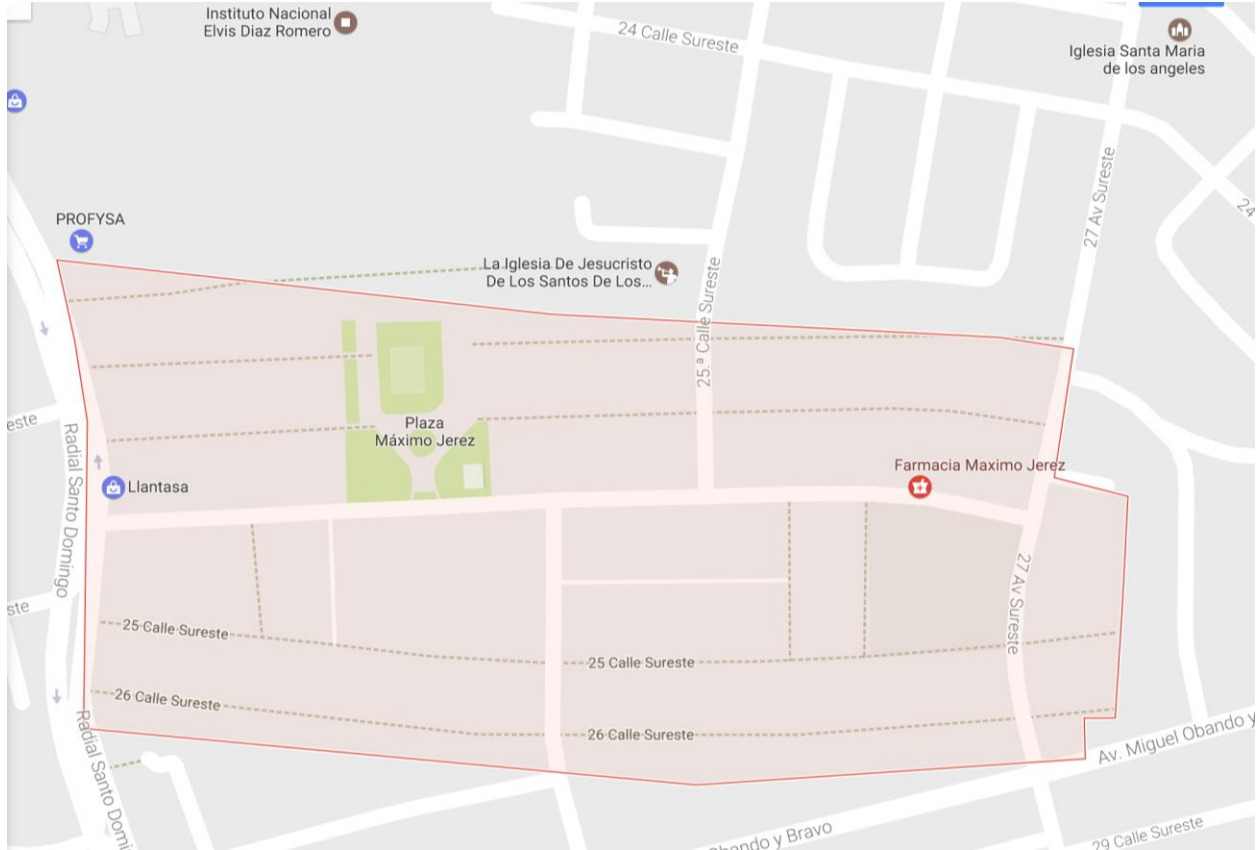 Instituto Nacional
Elvis Diaz Romero
24 Calle Sureste
Iglesia Santa Maria
de los angeles
27 Av Sureste
24
PROFYSA
La Iglesia De Jesucristo
De Los Santos De Los...
25.ª Calle Sureste
este
Plaza
Máximo Jerez
Radial Santo Domingo
Llantasa
Farmacia Maximo Jerez
27 Av Sureste
ste
25 Calle Sureste
25 Calle Sureste
26 Calle Sureste
26 Calle Sureste
Radial Santo Domi
Av. Miguel Obando y
Obando y Bravo
29 Calle Sureste